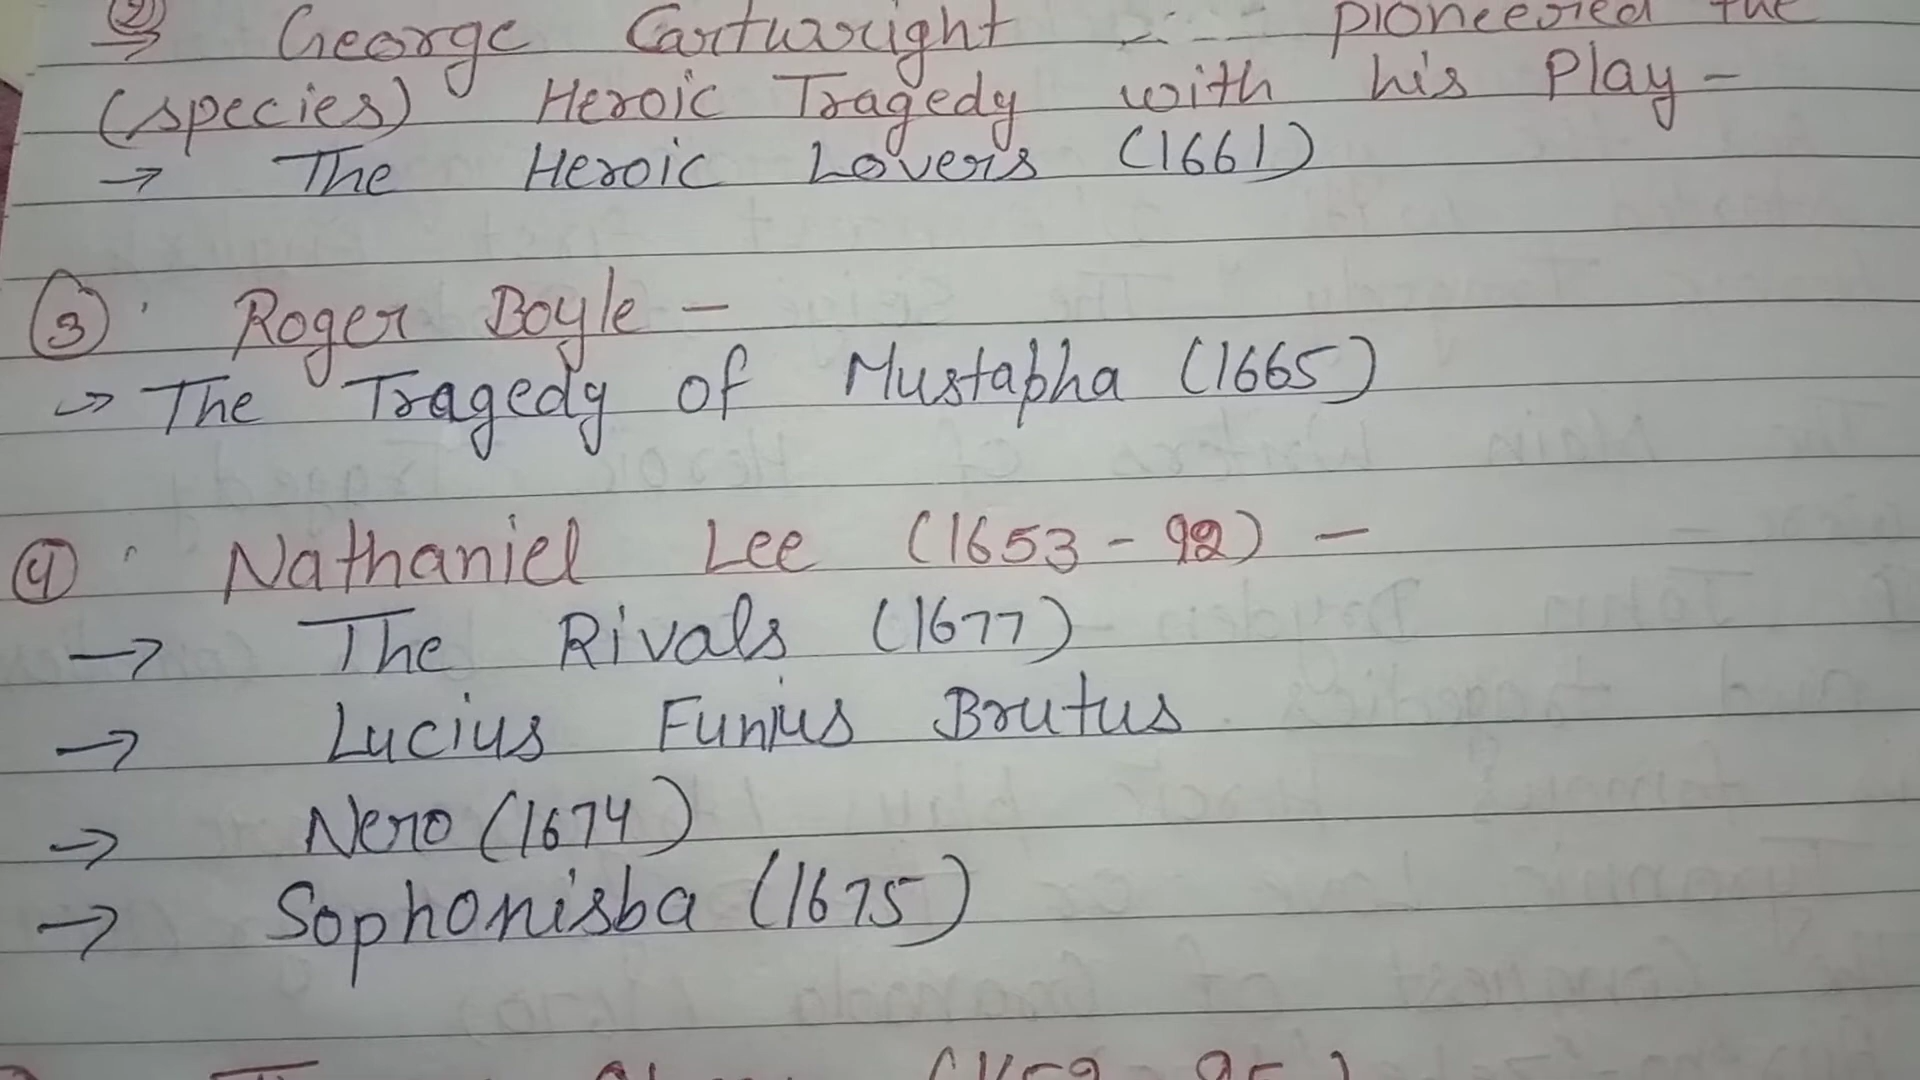 ② George Cartwright pioneered the
→ (species) Heroic Tragedy with his Play –
→ The Heroic Lovers (1661)
③ Roger Boyle –
→ The Tragedy of Mustapha (1665)
④ Nathaniel Lee (1653 - 92) –
→ The Rivals (1677)
→ Lucius Funius Brutus
→ Nero (1674)
→ Sophonisba (1675)